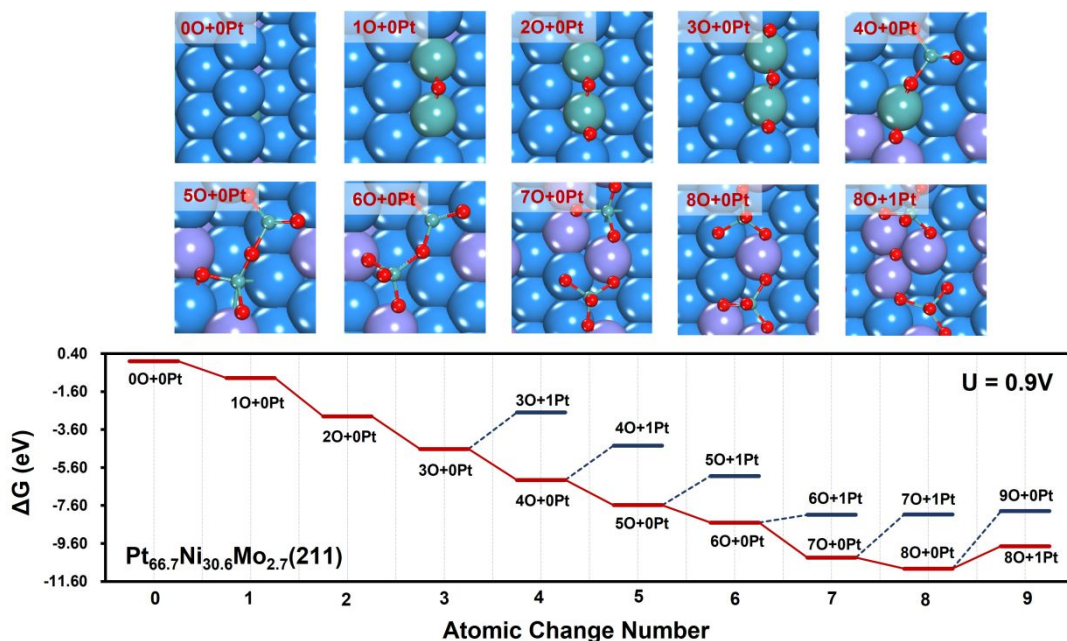 0O+0Pt
1O+0Pt
2O+0Pt
3O+0Pt
4O+0Pt
5O+0Pt
6O+0Pt
7O+0Pt
8O+0Pt
8O+1Pt
0.40
-1.60
-3.60
-5.60
-7.60
-9.60
-11.60
ΔG (eV)
U = 0.9V
0O+0Pt
1O+0Pt
2O+0Pt
3O+0Pt
3O+1Pt
4O+0Pt
4O+1Pt
5O+0Pt
5O+1Pt
6O+0Pt
6O+1Pt
7O+0Pt
7O+1Pt
8O+0Pt
9O+0Pt
8O+1Pt
Pt66.7Ni30.6Mo2.7(211)
0 1 2 3 4 5 6 7 8 9
Atomic Change Number